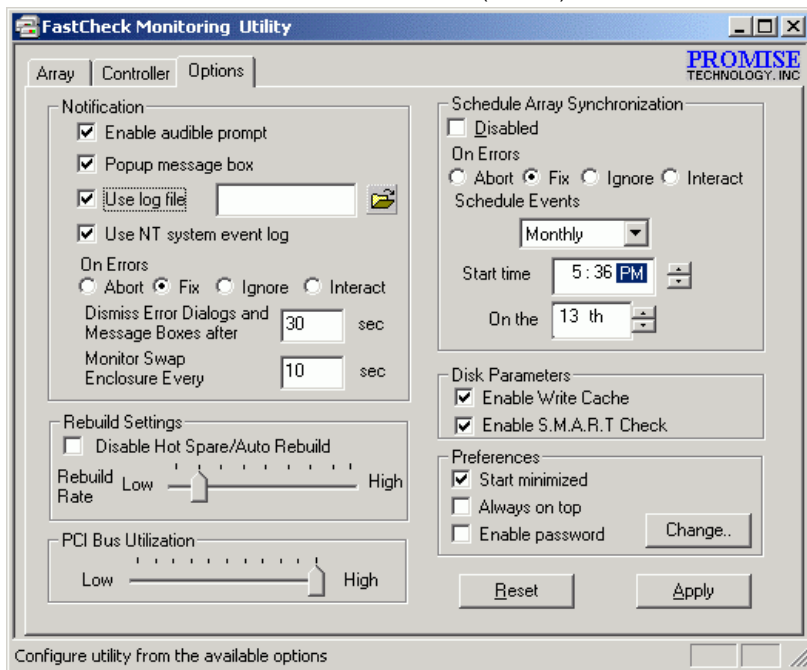 FastCheck Monitoring Utility
PROMISE
TECHNOLOGY, INC
Array
Controller
Options
Notification
Enable audible prompt
Popup message box
Use log file
Use NT system event log
On Errors
Abort Fix Ignore Interact
Dismiss Error Dialogs and
Message Boxes after
30 sec
Monitor Swap
Enclosure Every
10 sec
Rebuild Settings
Disable Hot Spare/Auto Rebuild
Rebuild
Rate
Low High
PCI Bus Utilization
Low High
Schedule Array Synchronization
Disabled
On Errors
Abort Fix Ignore Interact
Schedule Events
Monthly
Start time 5 : 36 PM
On the 13 th
Disk Parameters
Enable Write Cache
Enable S.M.A.R.T Check
Preferences
Start minimized
Always on top
Enable password
Change..
Reset
Apply
Configure utility from the available options